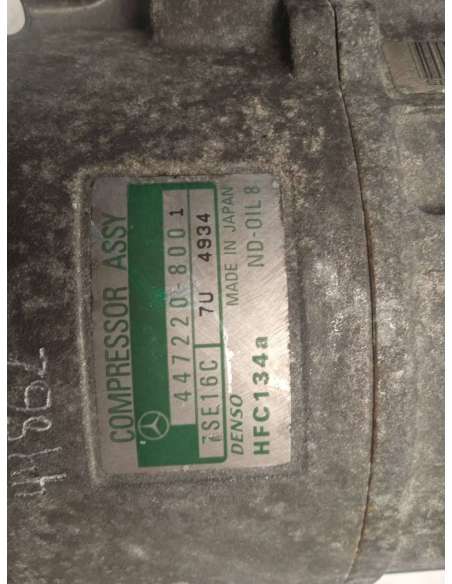 COMPRESSOR ASSY
447220-8001
7SE16C 7U 4934
DENSO MADE IN JAPAN
HFC134a ND-OIL 8